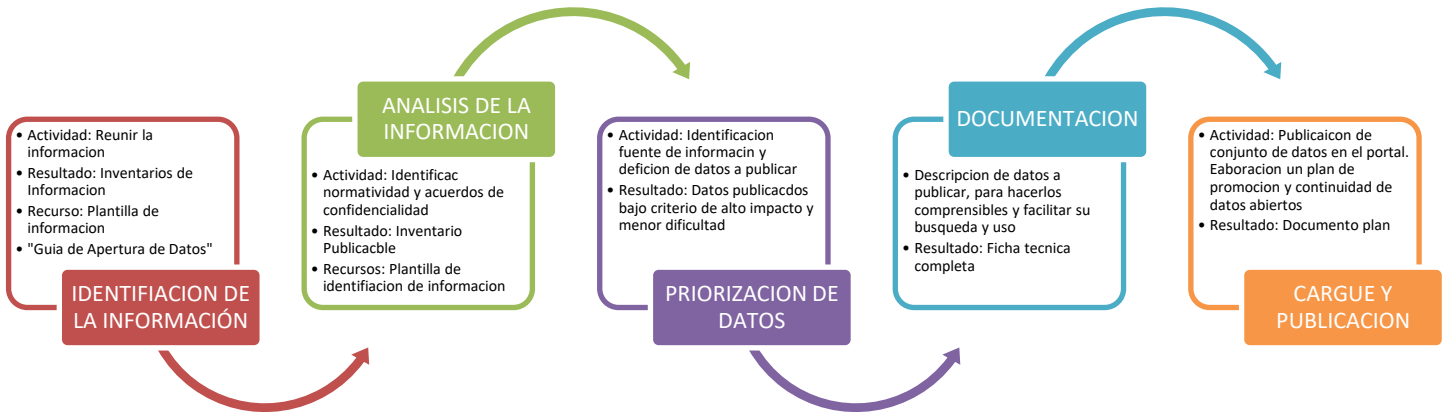 • Actividad: Reunir la
informacion
• Resultado: Inventarios de
Informacion
• Recurso: Plantilla de
informacion
• "Guia de Apertura de Datos"
IDENTIFIACION DE
LA INFORMACIÓN
ANALISIS DE LA
INFORMACION
• Actividad: Identificac
normatividad y acuerdos de
confidencialidad
• Resultado: Inventario
Publicacble
• Recursos: Plantilla de
identifiacion de informacion
• Actividad: Identificacion
fuente de informacin y
deficion de datos a publicar
• Resultado: Datos publicacdos
bajo criterio de alto impacto y
menor dificultad
PRIORIZACION DE
DATOS
DOCUMENTACION
• Descripcion de datos a
publicar, para hacerlos
comprensibles y facilitar su
busqueda y uso
• Resultado: Ficha tecnica
completa
• Actividad: Publicaicon de
conjunto de datos en el portal.
Eaboracion un plan de
promocion y continuidad de
datos abiertos
• Resultado: Documento plan
CARGUE Y
PUBLICACION